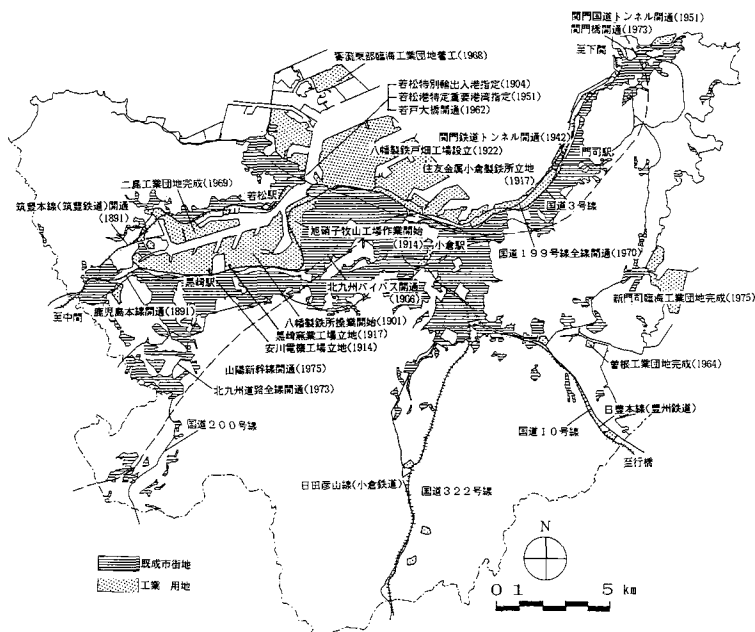 関門国道トンネル開通(1951)
関門橋開通(1973)
至下関
響灘東部臨海工業団地着工(1968)
若松特別輸出入港指定(1904)
若松港特定重要港湾指定(1951)
若戸大橋開通(1962)
関門鉄道トンネル開通(1942)
八幡製鉄戸畑工場設立(1922)
門司駅
住友金属小倉製鉄所立地
(1917)
二島工業団地完成(1969)
若松駅
筑豊本線(筑豊鉄道)開通
(1891)
国道3号線
旭硝子牧山工場作業開始
(1914)
小倉駅
国道199号線全線開通(1970)
黒崎駅
北九州バイパス開通
新門司臨海工業団地完成(1975)
至中間
鹿児島本線開通(1891)
八幡製鉄所操業開始(1901)
黒崎窯業工場立地(1917)
安川電機工場立地(1914)
曽根工業団地完成(1964)
山陽新幹線開通(1975)
北九州道路全線開通(1973)
日豊本線(豊州鉄道)
国道200号線
国道10号線
至行橋
日田彦山線(小倉鉄道)
国道322号線
N
既成市街地
工業 用地
0 1 5 km